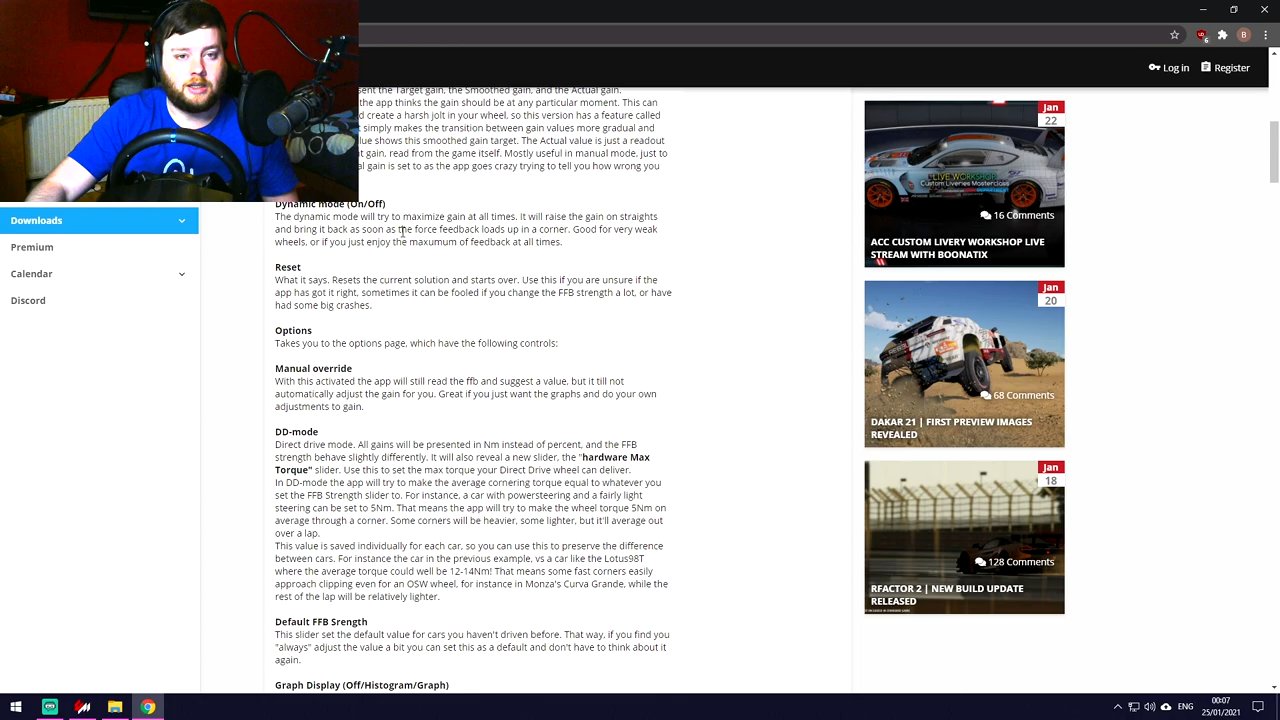 Log in
Register
Downloads
Premium
Calendar
Discord
sent the Target gain, the Smoothed gain, and the Actual gain.
the app thinks the gain should be at any particular moment. This can
create a harsh jolt in your wheel, so this version has a feature called
simply makes the transition between gain values more gradual and
lue shows this smoothed gain target. The Actual value is just a readout
gain, read from the game itself. Mostly useful in manual mode, just to
al gain is set to as the app goes crazy trying to tell you how wrong you
Dynamic mode (On/Off)
The dynamic mode will try to maximize gain at all times. It will raise the gain on straights
and bring it back as soon as the force feedback loads up in a corner. Good for very weak
wheels, or if you just enjoy the maxumum of feedback at all times.
Reset
What it says. Resets the current solution and starts over. Use this if you are unsure if the
app has got it right, sometimes it can be fooled if you change the FFB strength a lot, or have
had some big crashes.
Options
Takes you to the options page, which have the following controls:
Manual override
With this activated the app will still read the ffb and suggest a value, but it till not
automatically adjust the gain for you. Great if you just want the graphs and do your own
adjustments to gain.
DD-mode
Direct drive mode. All gains will be presented in Nm instead of percent, and the FFB
strength behave slightly differently. It will also reveal a new slider, the "hardware Max
Torque" slider. Use this to set the max torque your Direct Drive wheel can deliver.
In DD-mode the app will try to make the average cornering torque equal to whatever you
set the FFB Strength slider to. For instance, a car with powersteering and a fairly light
steering can be set to 5Nm. That means the app will try to make the wheel torque 5Nm on
average through a corner. Some corners will be heavier, some lighter, but it'll average out
over a lap.
This value is saved individually for each car, so you can use this to preserve the difference
between cars. For instance the car in the previous example, vs a car like the Lotus98T
where the average torque could well be 12-14Nm! That means some fast corners easily
approach clipping even for an OSW wheel, for instance in Monza's Curva Grande, while the
rest of the lap will be relatively lighter.
Default FFB Srength
This slider set the default value for cars you haven't driven before. That way, if you find you
"always" adjust the value a bit you can set this as a default and don't have to think about it
again.
Graph Display (Off/Histogram/Graph)
Jan
22
LIVE WORKSHOP
Custom Liveries Masterclass
16 Comments
ACC CUSTOM LIVERY WORKSHOP LIVE
STREAM WITH BOONATIX
Jan
20
68 Comments
DAKAR 21 | FIRST PREVIEW IMAGES
REVEALED
Jan
18
128 Comments
RFACTOR 2 | NEW BUILD UPDATE
RELEASED
ENG
00:07
25/01/2021